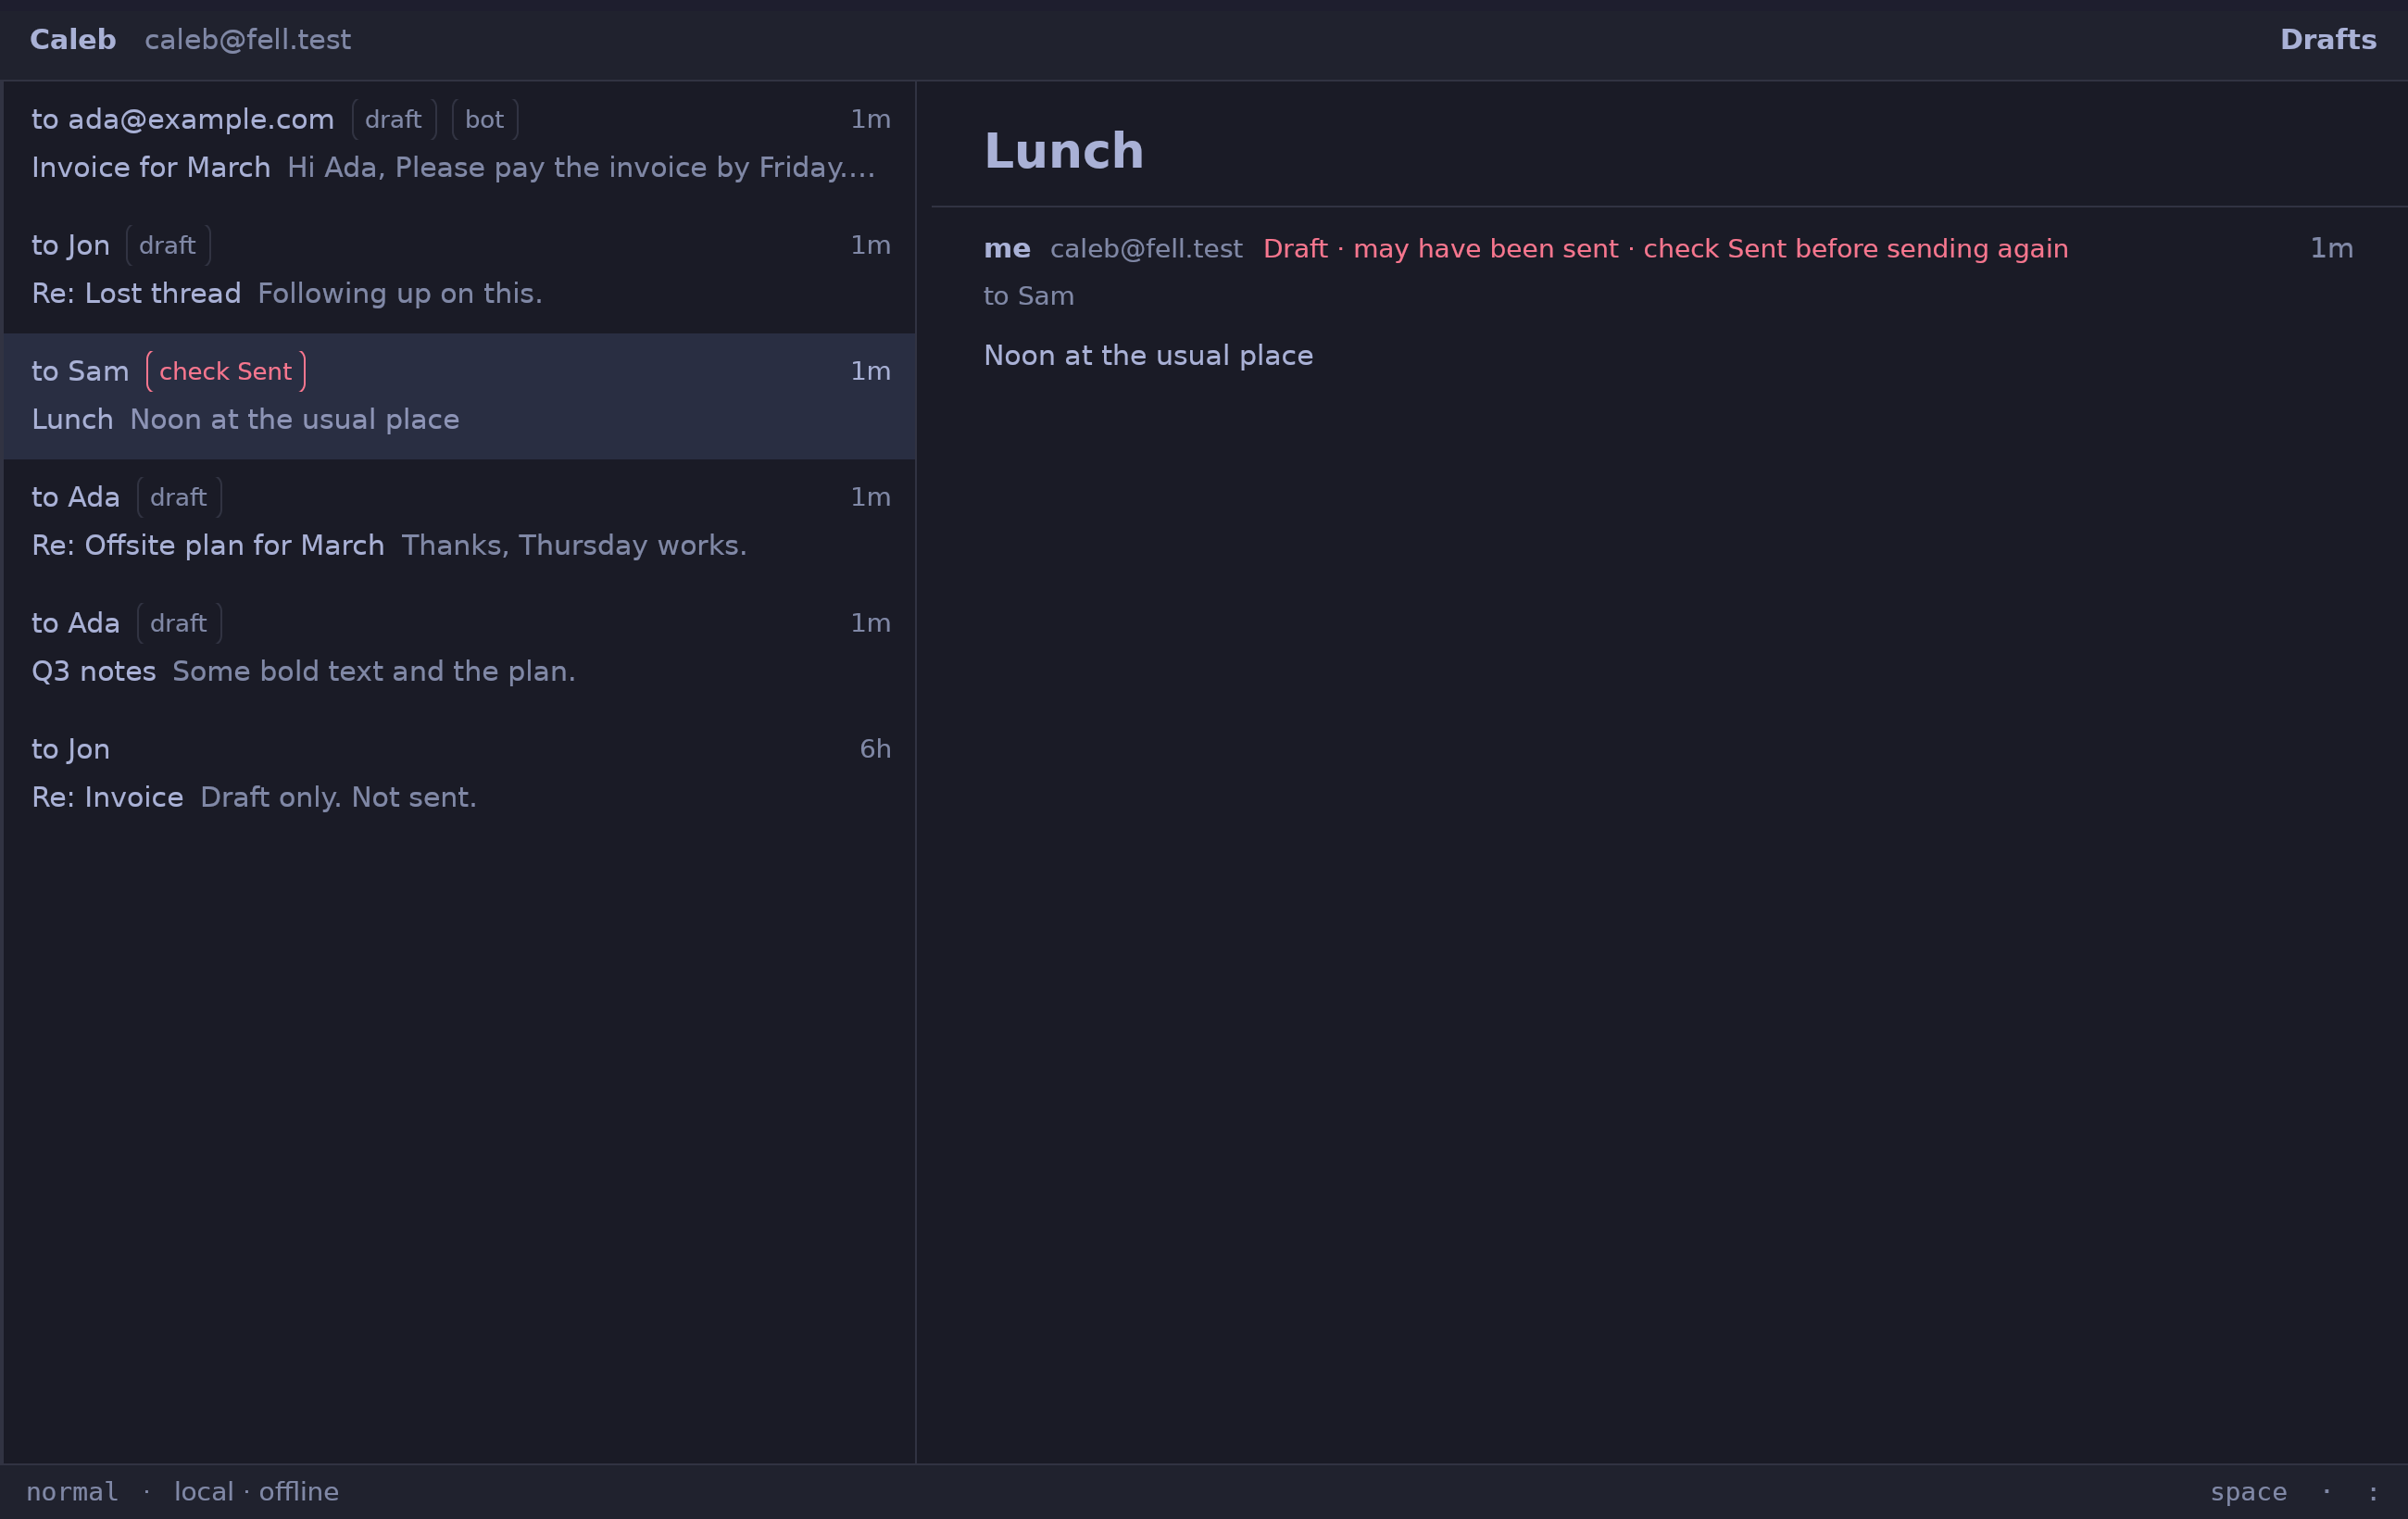 Caleb caleb@fell.test Drafts
to ada@example.com draft bot 1m
Invoice for March Hi Ada, Please pay the invoice by Friday....
to Jon draft 1m
Re: Lost thread Following up on this.
to Sam check Sent 1m
Lunch Noon at the usual place
to Ada draft 1m
Re: Offsite plan for March Thanks, Thursday works.
to Ada draft 1m
Q3 notes Some bold text and the plan.
to Jon 6h
Re: Invoice Draft only. Not sent.
Lunch
me caleb@fell.test Draft · may have been sent · check Sent before sending again 1m
to Sam
Noon at the usual place
normal · local · offline space · :